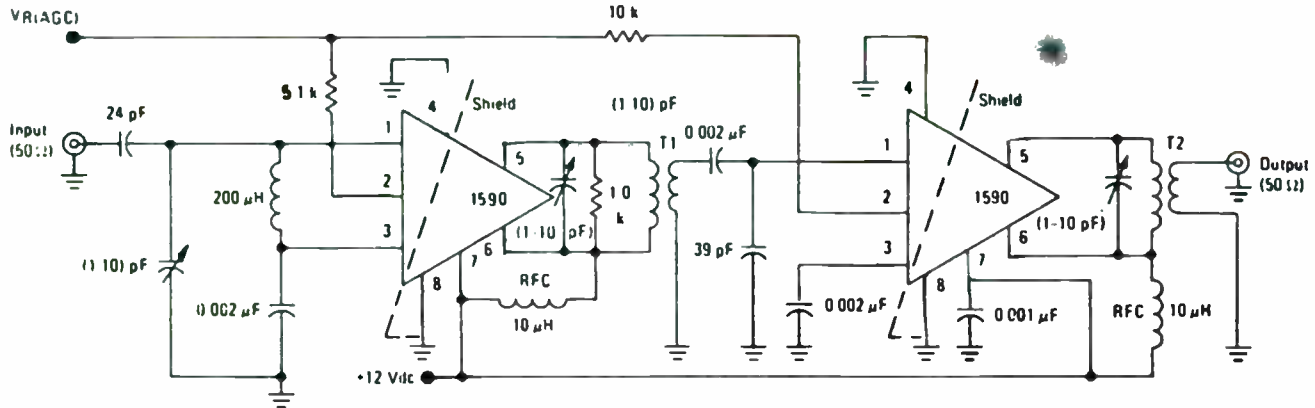 VR(AGC)
10 k
5 1 k
4
Shield
(1 10) pF
4
Shield
24 pF
Input
(50 Ω)
1
5
T1
0 002 µF
1
5
T2
Output
(50 Ω)
200 µH
2
1590
1 0
k
2
1590
3
(1-10 pF)
39 pF
3
(1-10 pF)
(1 10) pF
6
7
6
7
8
RFC
8
0 002 µF
10 µH
0 002 µF
0 001 µF
RFC
10 µH
+12 Vdc